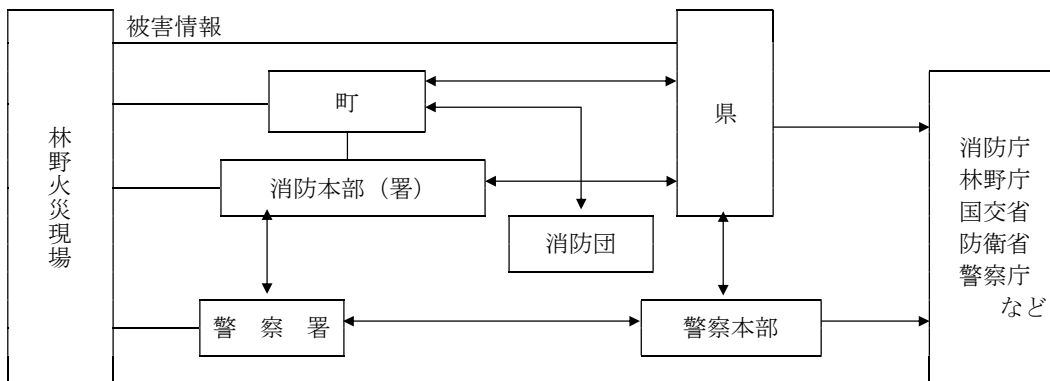 被害情報
林野火災現場
町
県
消防本部（署）
消防団
警　察　署
警察本部
消防庁
林野庁
国交省
防衛省
警察庁
など